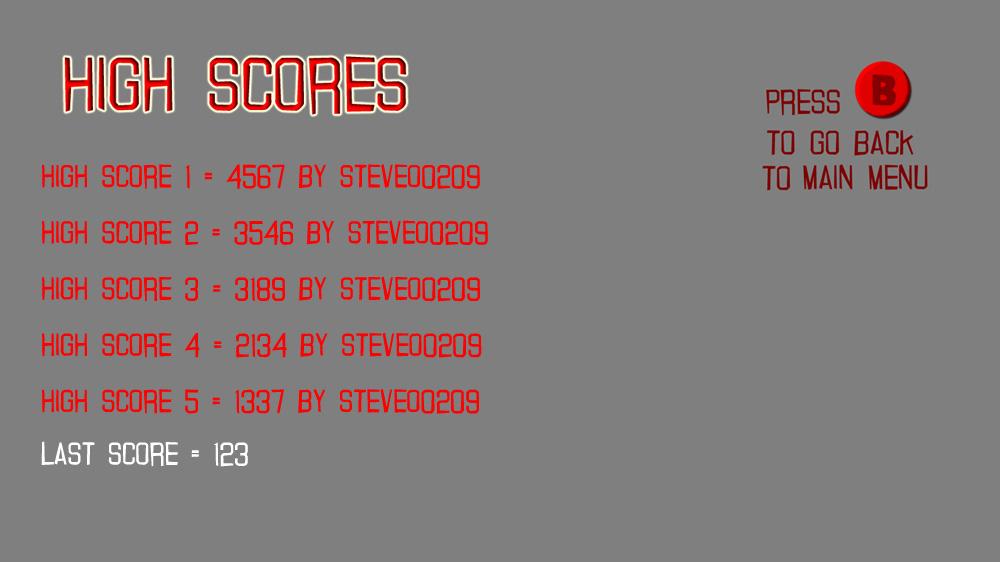 HIGH SCORES
PRESS B
TO GO BACK
TO MAIN MENU
HIGH SCORE 1 = 4567 BY STEVE00209
HIGH SCORE 2 = 3546 BY STEVE00209
HIGH SCORE 3 = 3189 BY STEVE00209
HIGH SCORE 4 = 2134 BY STEVE00209
HIGH SCORE 5 = 1337 BY STEVE00209
LAST SCORE = 123